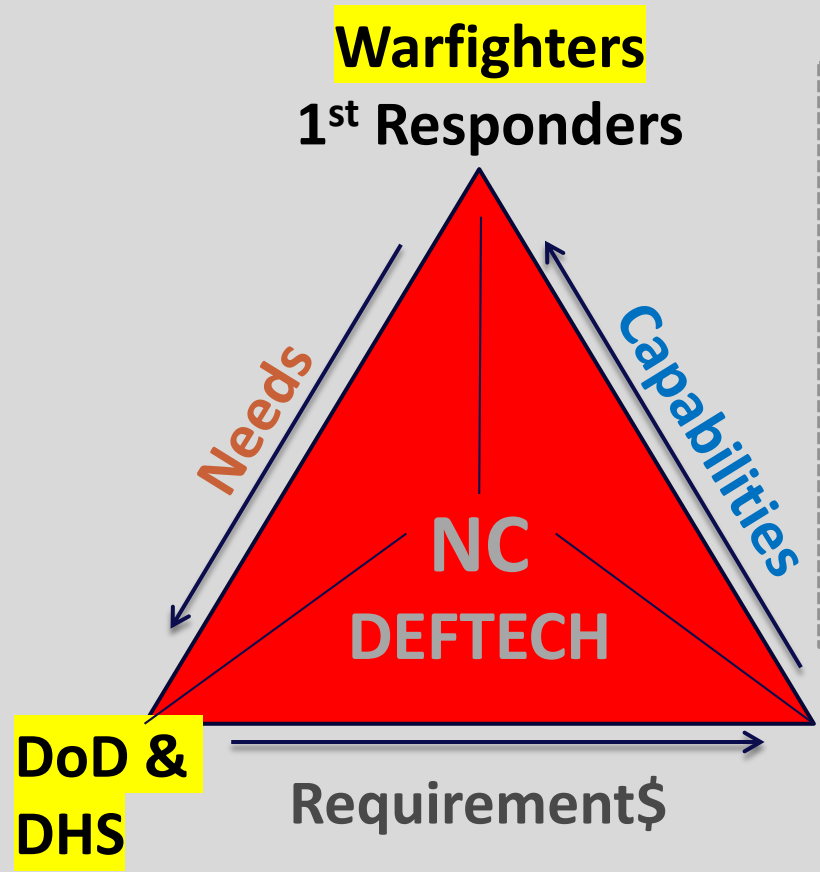 Warfighters
1st Responders
Needs
Capabilities
NC
DEFTECH
DoD &
DHS
Requirement$